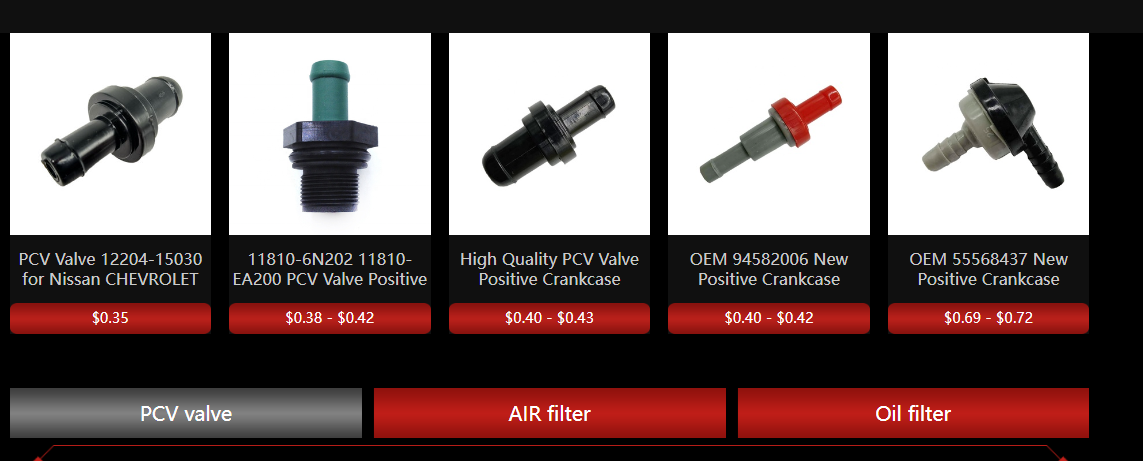 PCV Valve 12204-15030
for Nissan CHEVROLET
$0.35
11810-6N202 11810-
EA200 PCV Valve Positive
$0.38 - $0.42
High Quality PCV Valve
Positive Crankcase
$0.40 - $0.43
OEM 94582006 New
Positive Crankcase
$0.40 - $0.42
OEM 55568437 New
Positive Crankcase
$0.69 - $0.72
PCV valve
AIR filter
Oil filter